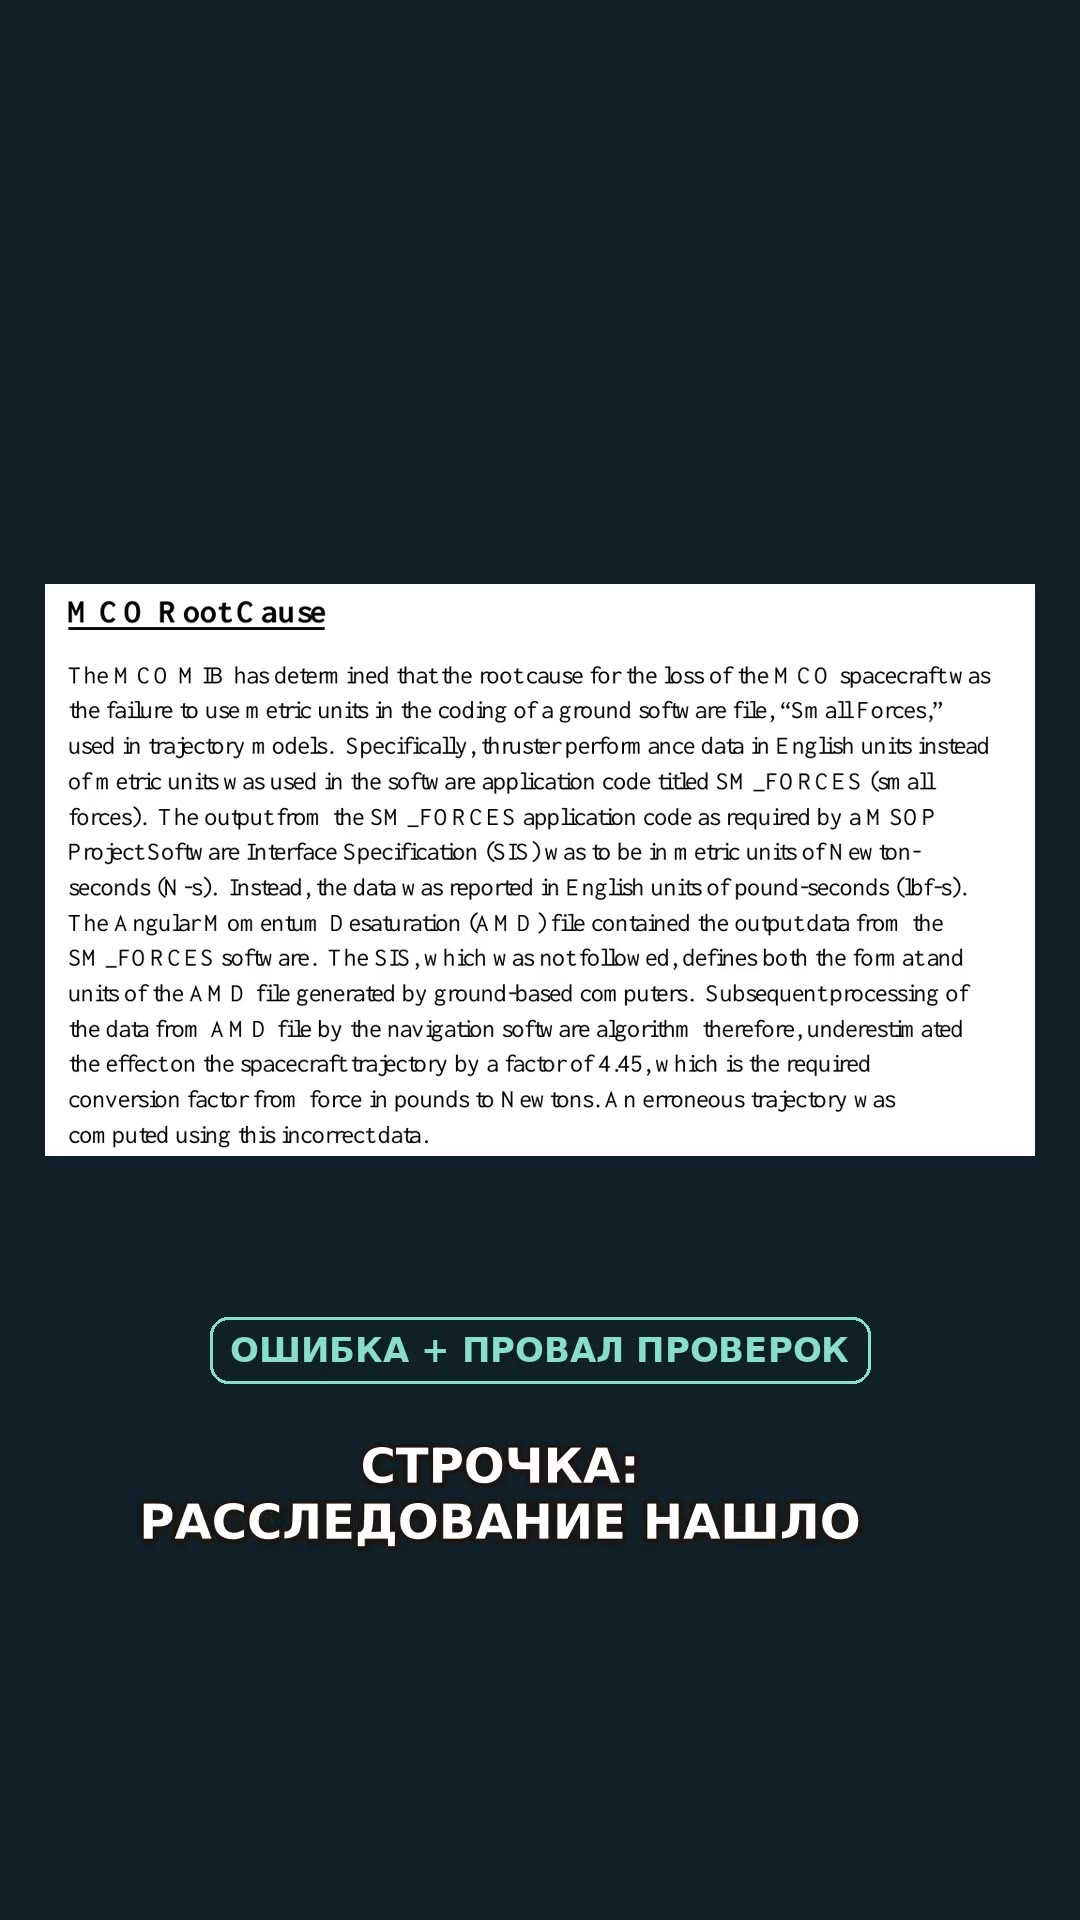 MCO Root Cause
The MCO MIB has determined that the root cause for the loss of the MCO spacecraft was
the failure to use metric units in the coding of a ground software file, “Small Forces,”
used in trajectory models. Specifically, thruster performance data in English units instead
of metric units was used in the software application code titled SM_FORCES (small
forces). The output from the SM_FORCES application code as required by a MSOP
Project Software Interface Specification (SIS) was to be in metric units of Newton-
seconds (N-s). Instead, the data was reported in English units of pound-seconds (lbf-s).
The Angular Momentum Desaturation (AMD) file contained the output data from the
SM_FORCES software. The SIS, which was not followed, defines both the format and
units of the AMD file generated by ground-based computers. Subsequent processing of
the data from AMD file by the navigation software algorithm therefore, underestimated
the effect on the spacecraft trajectory by a factor of 4.45, which is the required
conversion factor from force in pounds to Newtons. An erroneous trajectory was
computed using this incorrect data.
ОШИБКА + ПРОВАЛ ПРОВЕРОК
СТРОЧКА:
РАССЛЕДОВАНИЕ НАШЛО